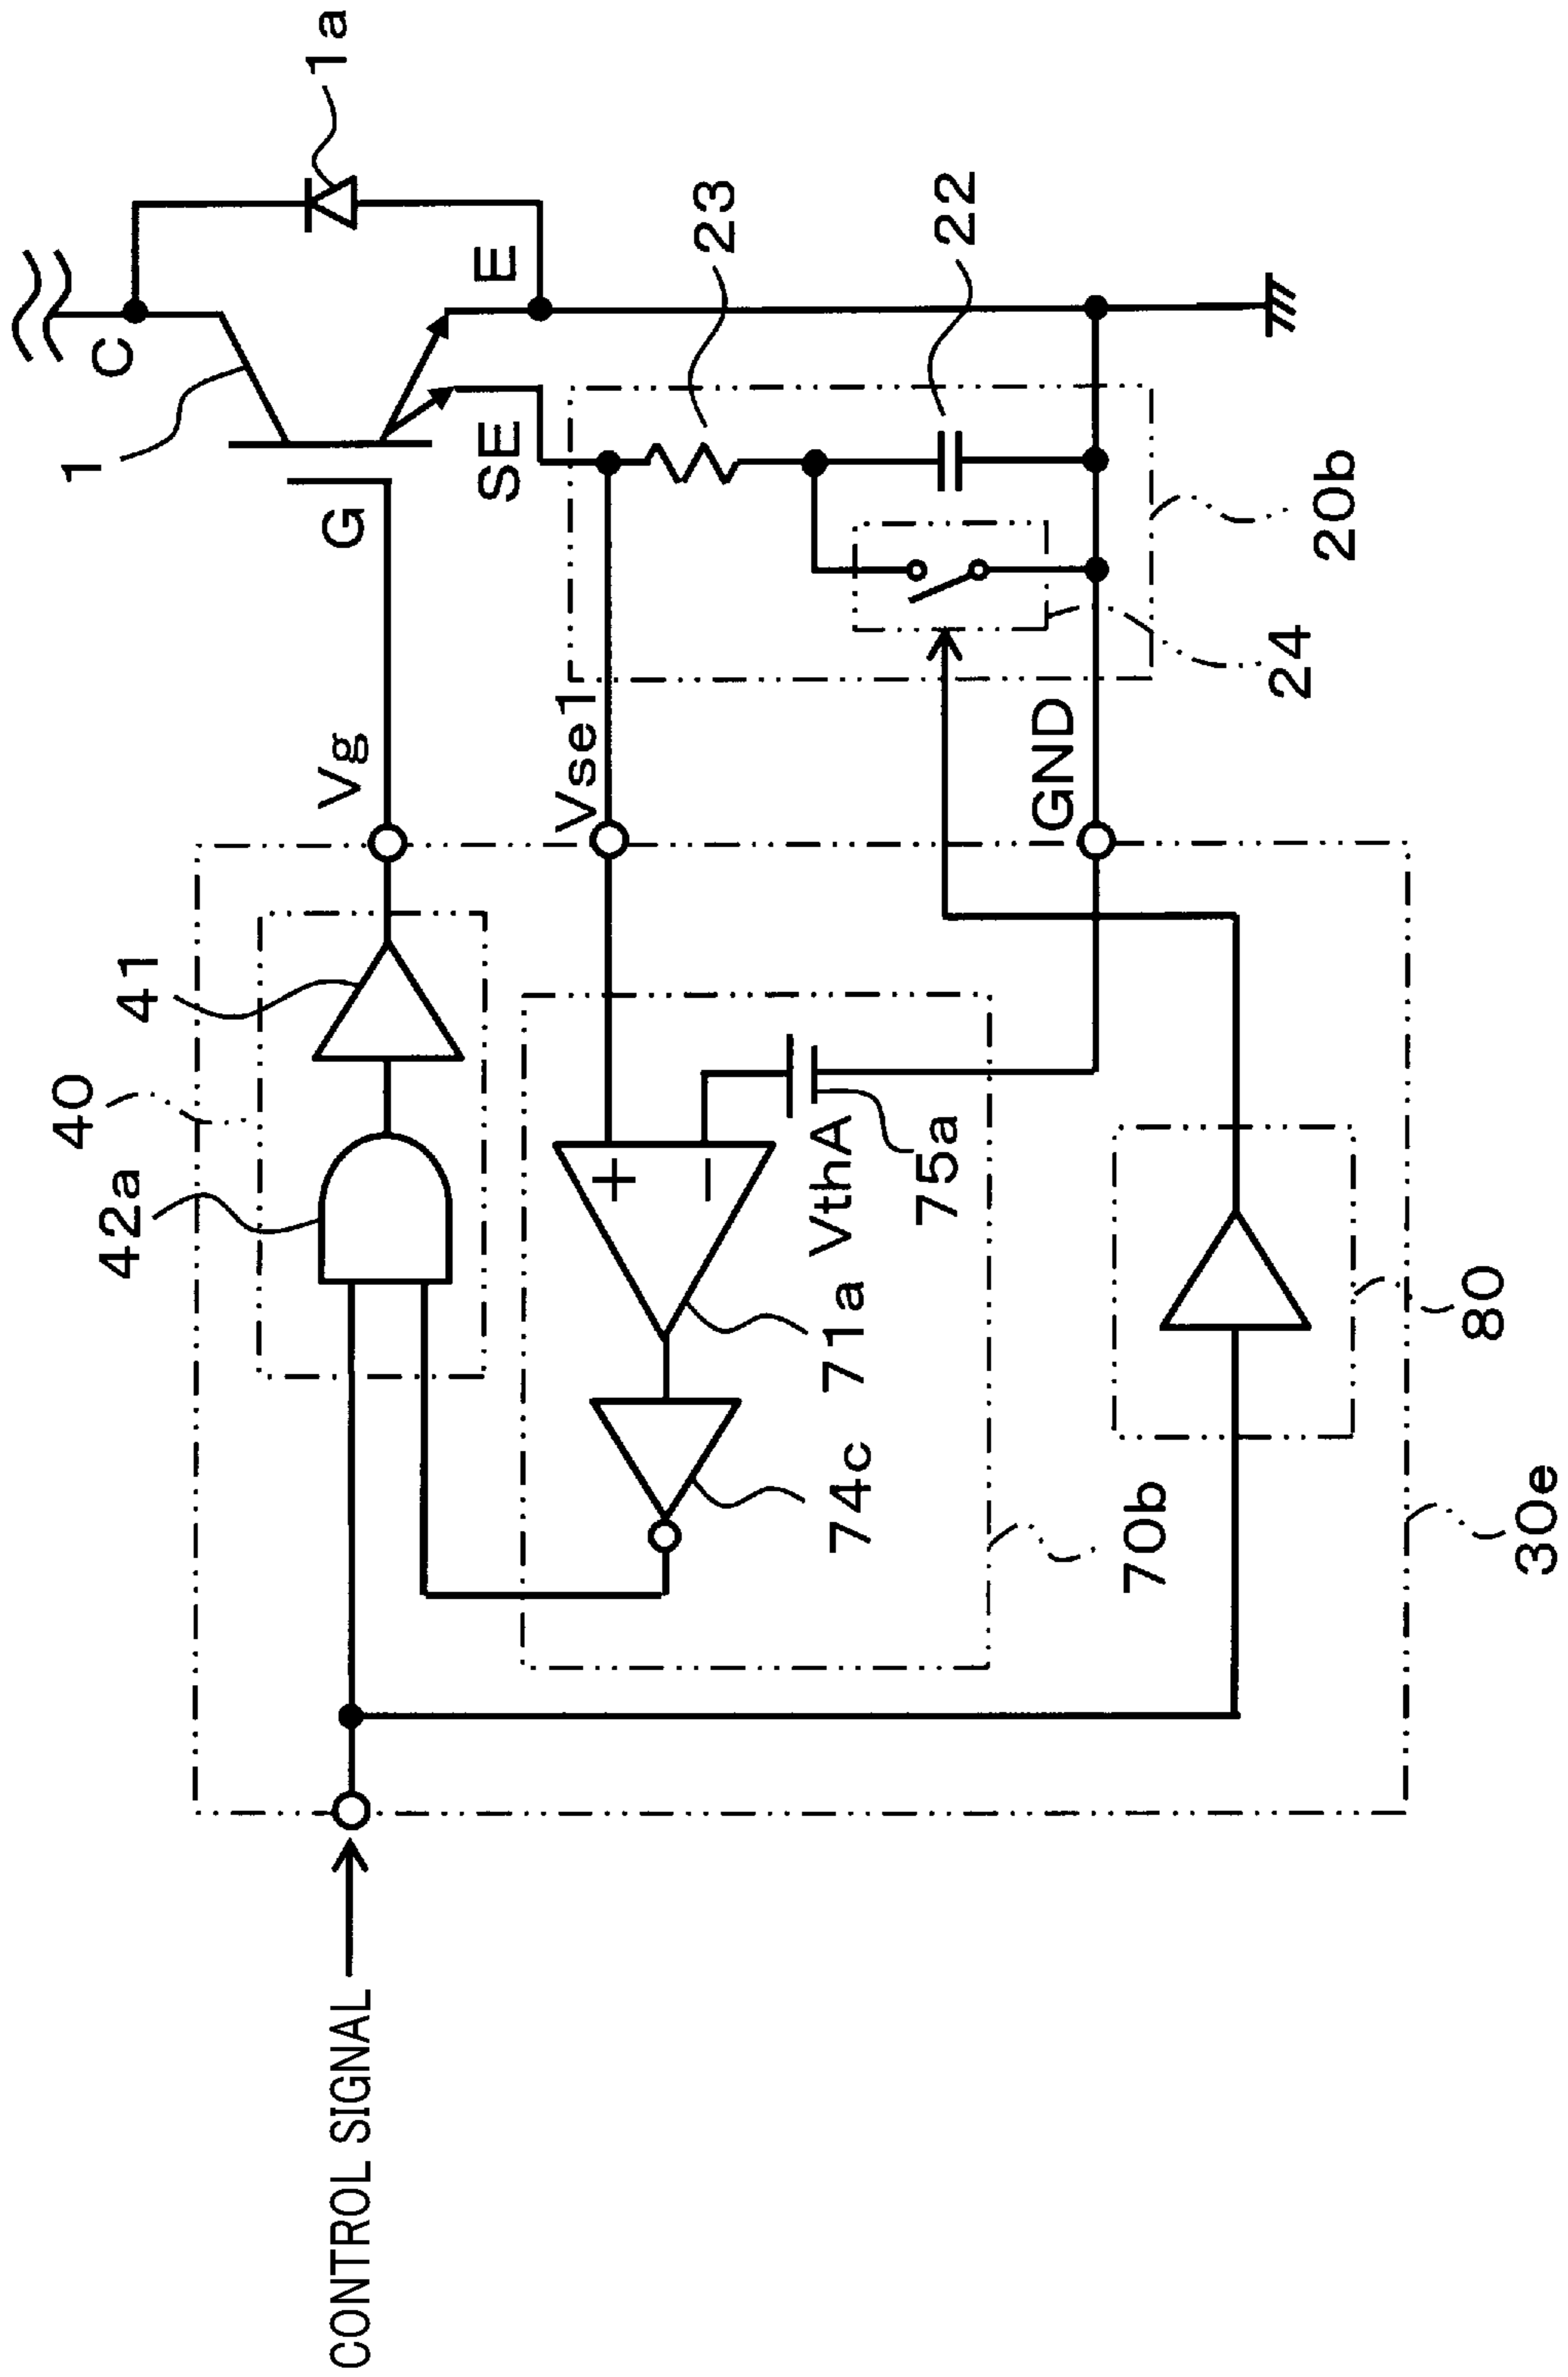 1
C
1a
G
E
SE
Vg
40
41
42a
23
Vse1
22
CONTROL SIGNAL
VthA
75a
71a
74c
GND
24
20b
70b
80
30e